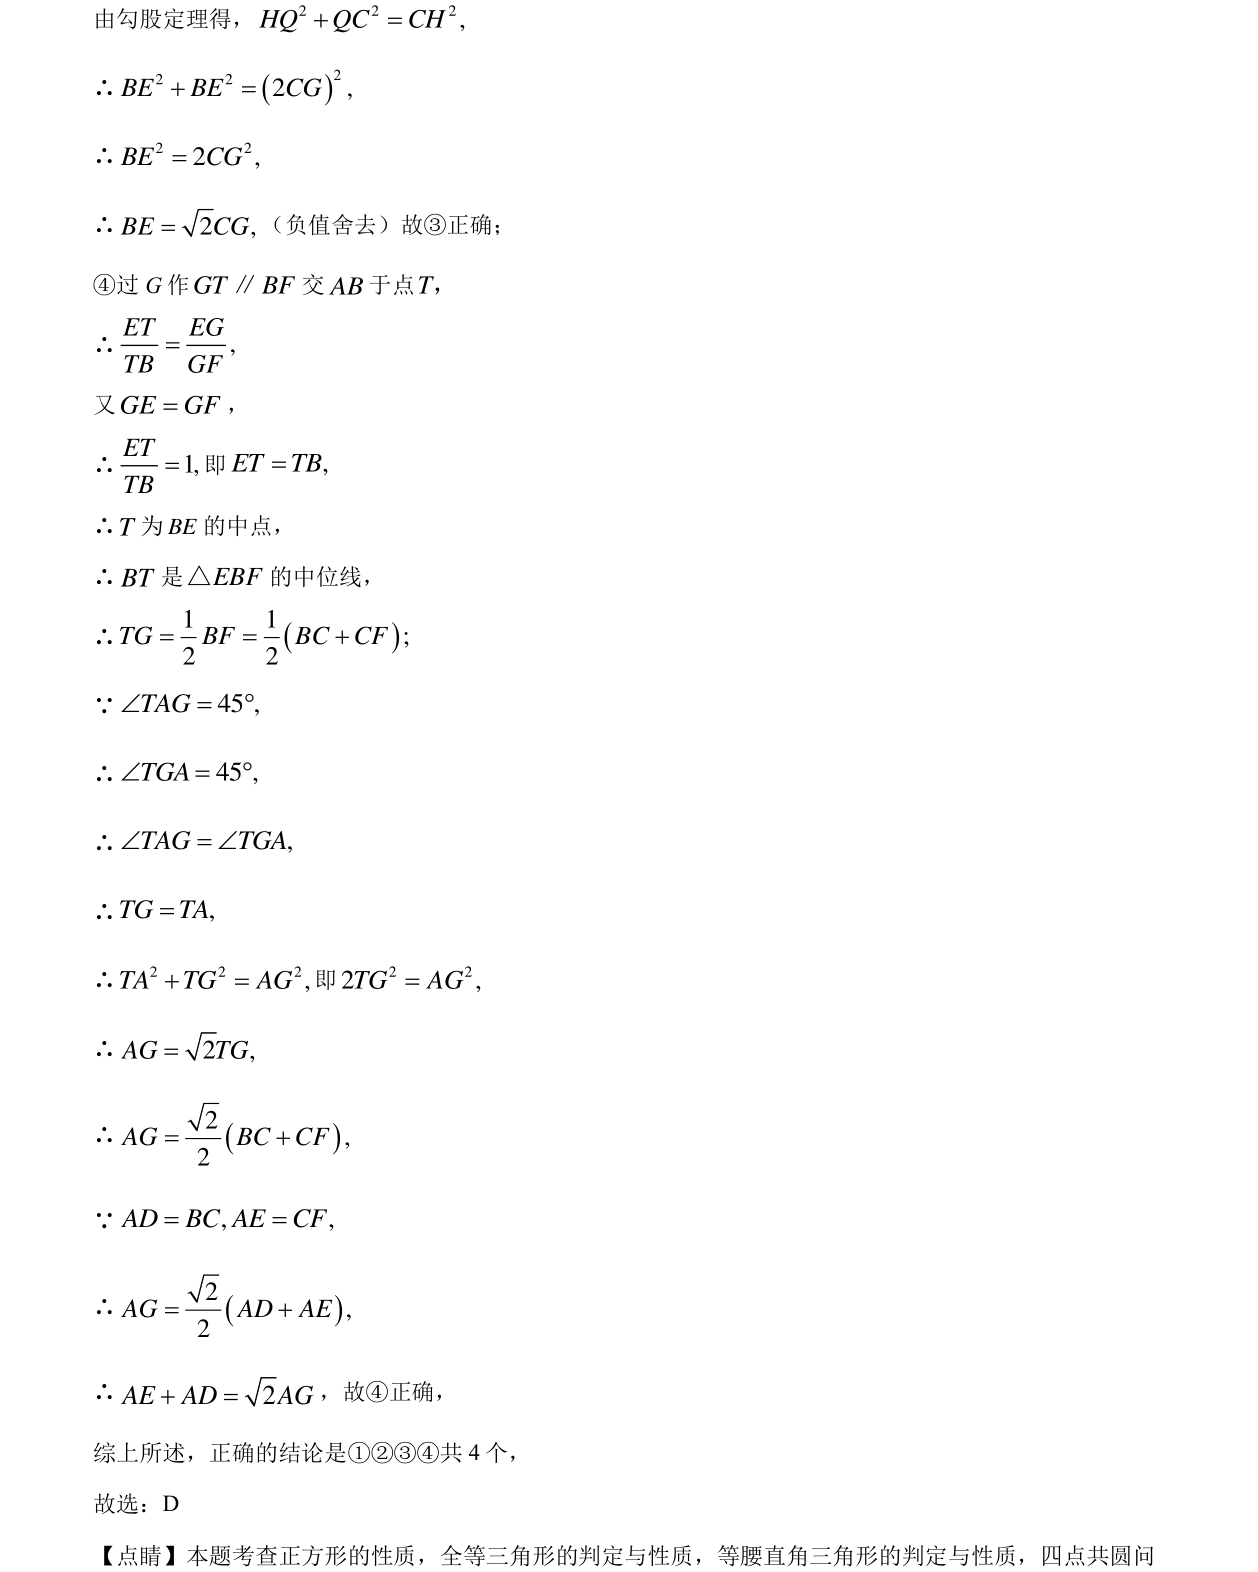 由勾股定理得，HQ² + QC² = CH²,
∴ BE² + BE² = (2CG)²,
∴ BE² = 2CG²,
∴ BE = √2CG,（负值舍去）故③正确；
④过 G 作 GT ∥ BF 交 AB 于点 T，
∴ ET/TB = EG/GF,
又 GE = GF，
∴ ET/TB = 1, 即 ET = TB,
∴ T 为 BE 的中点，
∴ BT 是△EBF 的中位线，
∴ TG = 1/2 BF = 1/2 (BC + CF);
∵ ∠TAG = 45°,
∴ ∠TGA = 45°,
∴ ∠TAG = ∠TGA,
∴ TG = TA,
∴ TA² + TG² = AG², 即 2TG² = AG²,
∴ AG = √2TG,
∴ AG = √2/2 (BC + CF),
∵ AD = BC, AE = CF,
∴ AG = √2/2 (AD + AE),
∴ AE + AD = √2AG，故④正确，
综上所述，正确的结论是①②③④共 4 个，
故选：D
【点睛】本题考查正方形的性质，全等三角形的判定与性质，等腰直角三角形的判定与性质，四点共圆问